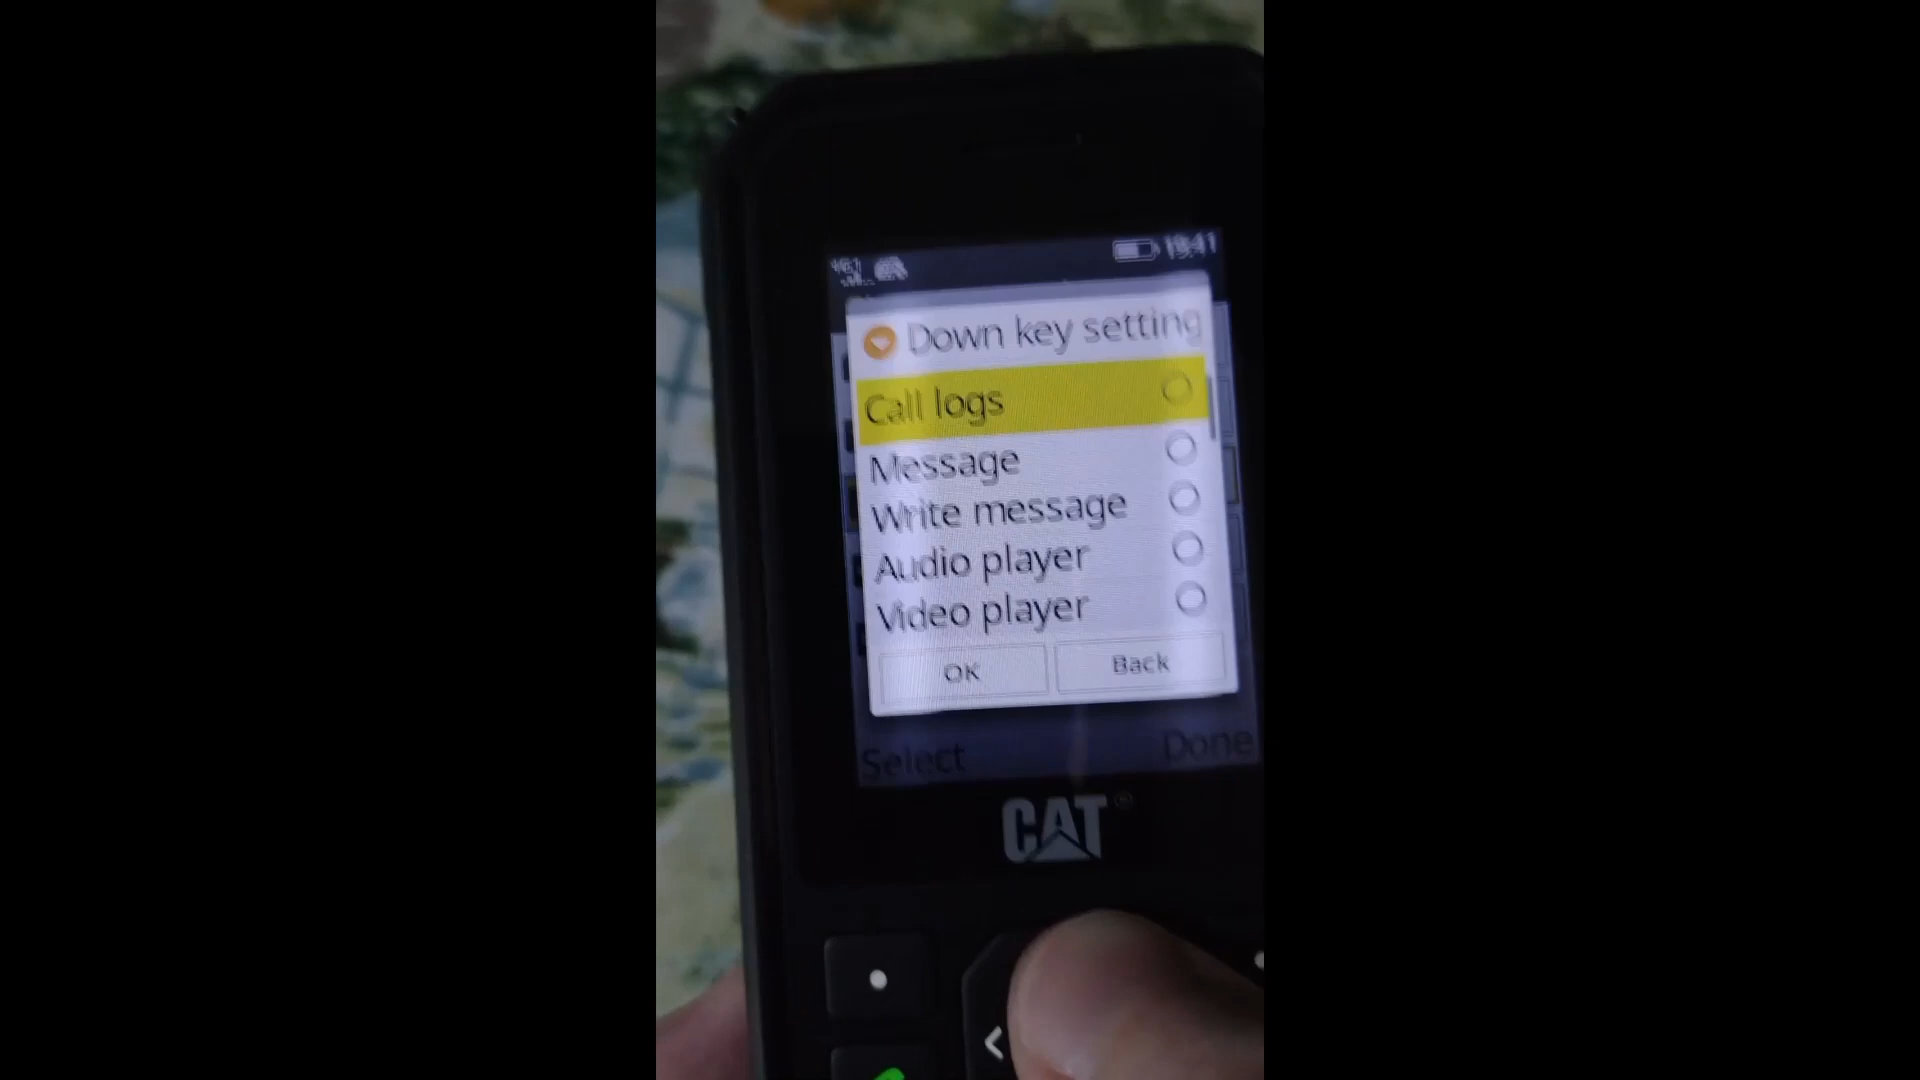 19:41
Down key setting
Call logs
Message
Write message
Audio player
Video player
OK Back
Select Done
CAT®